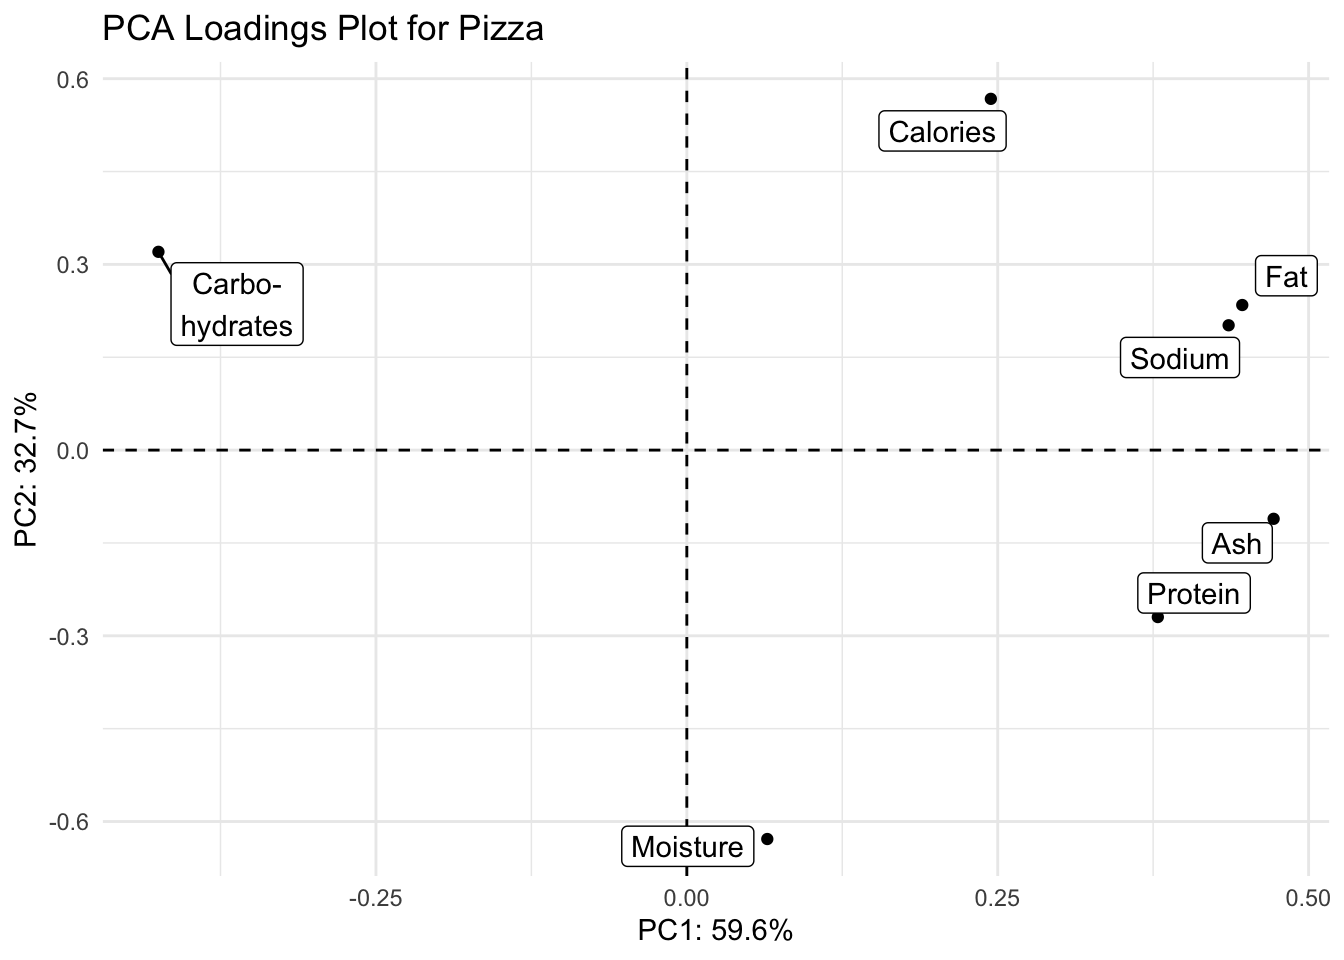 PCA Loadings Plot for Pizza
0.6
Calories
0.3
Carbo-
hydrates
Fat
Sodium
PC2: 32.7%
0.0
Ash
Protein
-0.3
-0.6
Moisture
-0.25
0.00
0.25
0.50
PC1: 59.6%